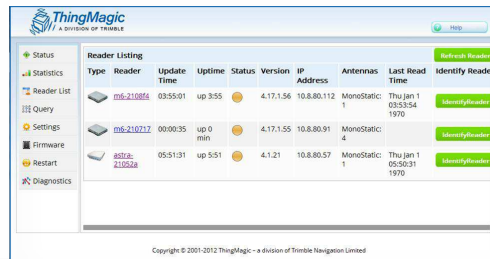 ThingMagic
A DIVISION OF TRIMBLE
Help
Status
Statistics
Reader List
Query
Settings
Firmware
Restart
Diagnostics
Reader Listing
Refresh Reader
Type Reader Update Time Uptime Status Version IP Address Antennas Last Read Time Identify Reade
m6-2108f4 03:55:01 up 3:55 4.17.1.56 10.8.80.112 MonoStatic: 1 Thu Jan 1 03:53:54 1970 IdentifyReader
m6-210717 00:00:35 up 0 min 4.17.1.55 10.8.80.91 MonoStatic: 4 IdentifyReader
astra-21052a 05:51:31 up 5:51 4.1.21 10.8.80.57 MonoStatic: 1 Thu Jan 1 05:50:31 1970 IdentifyReader
Copyright © 2001-2012 ThingMagic – a division of Trimble Navigation Limited